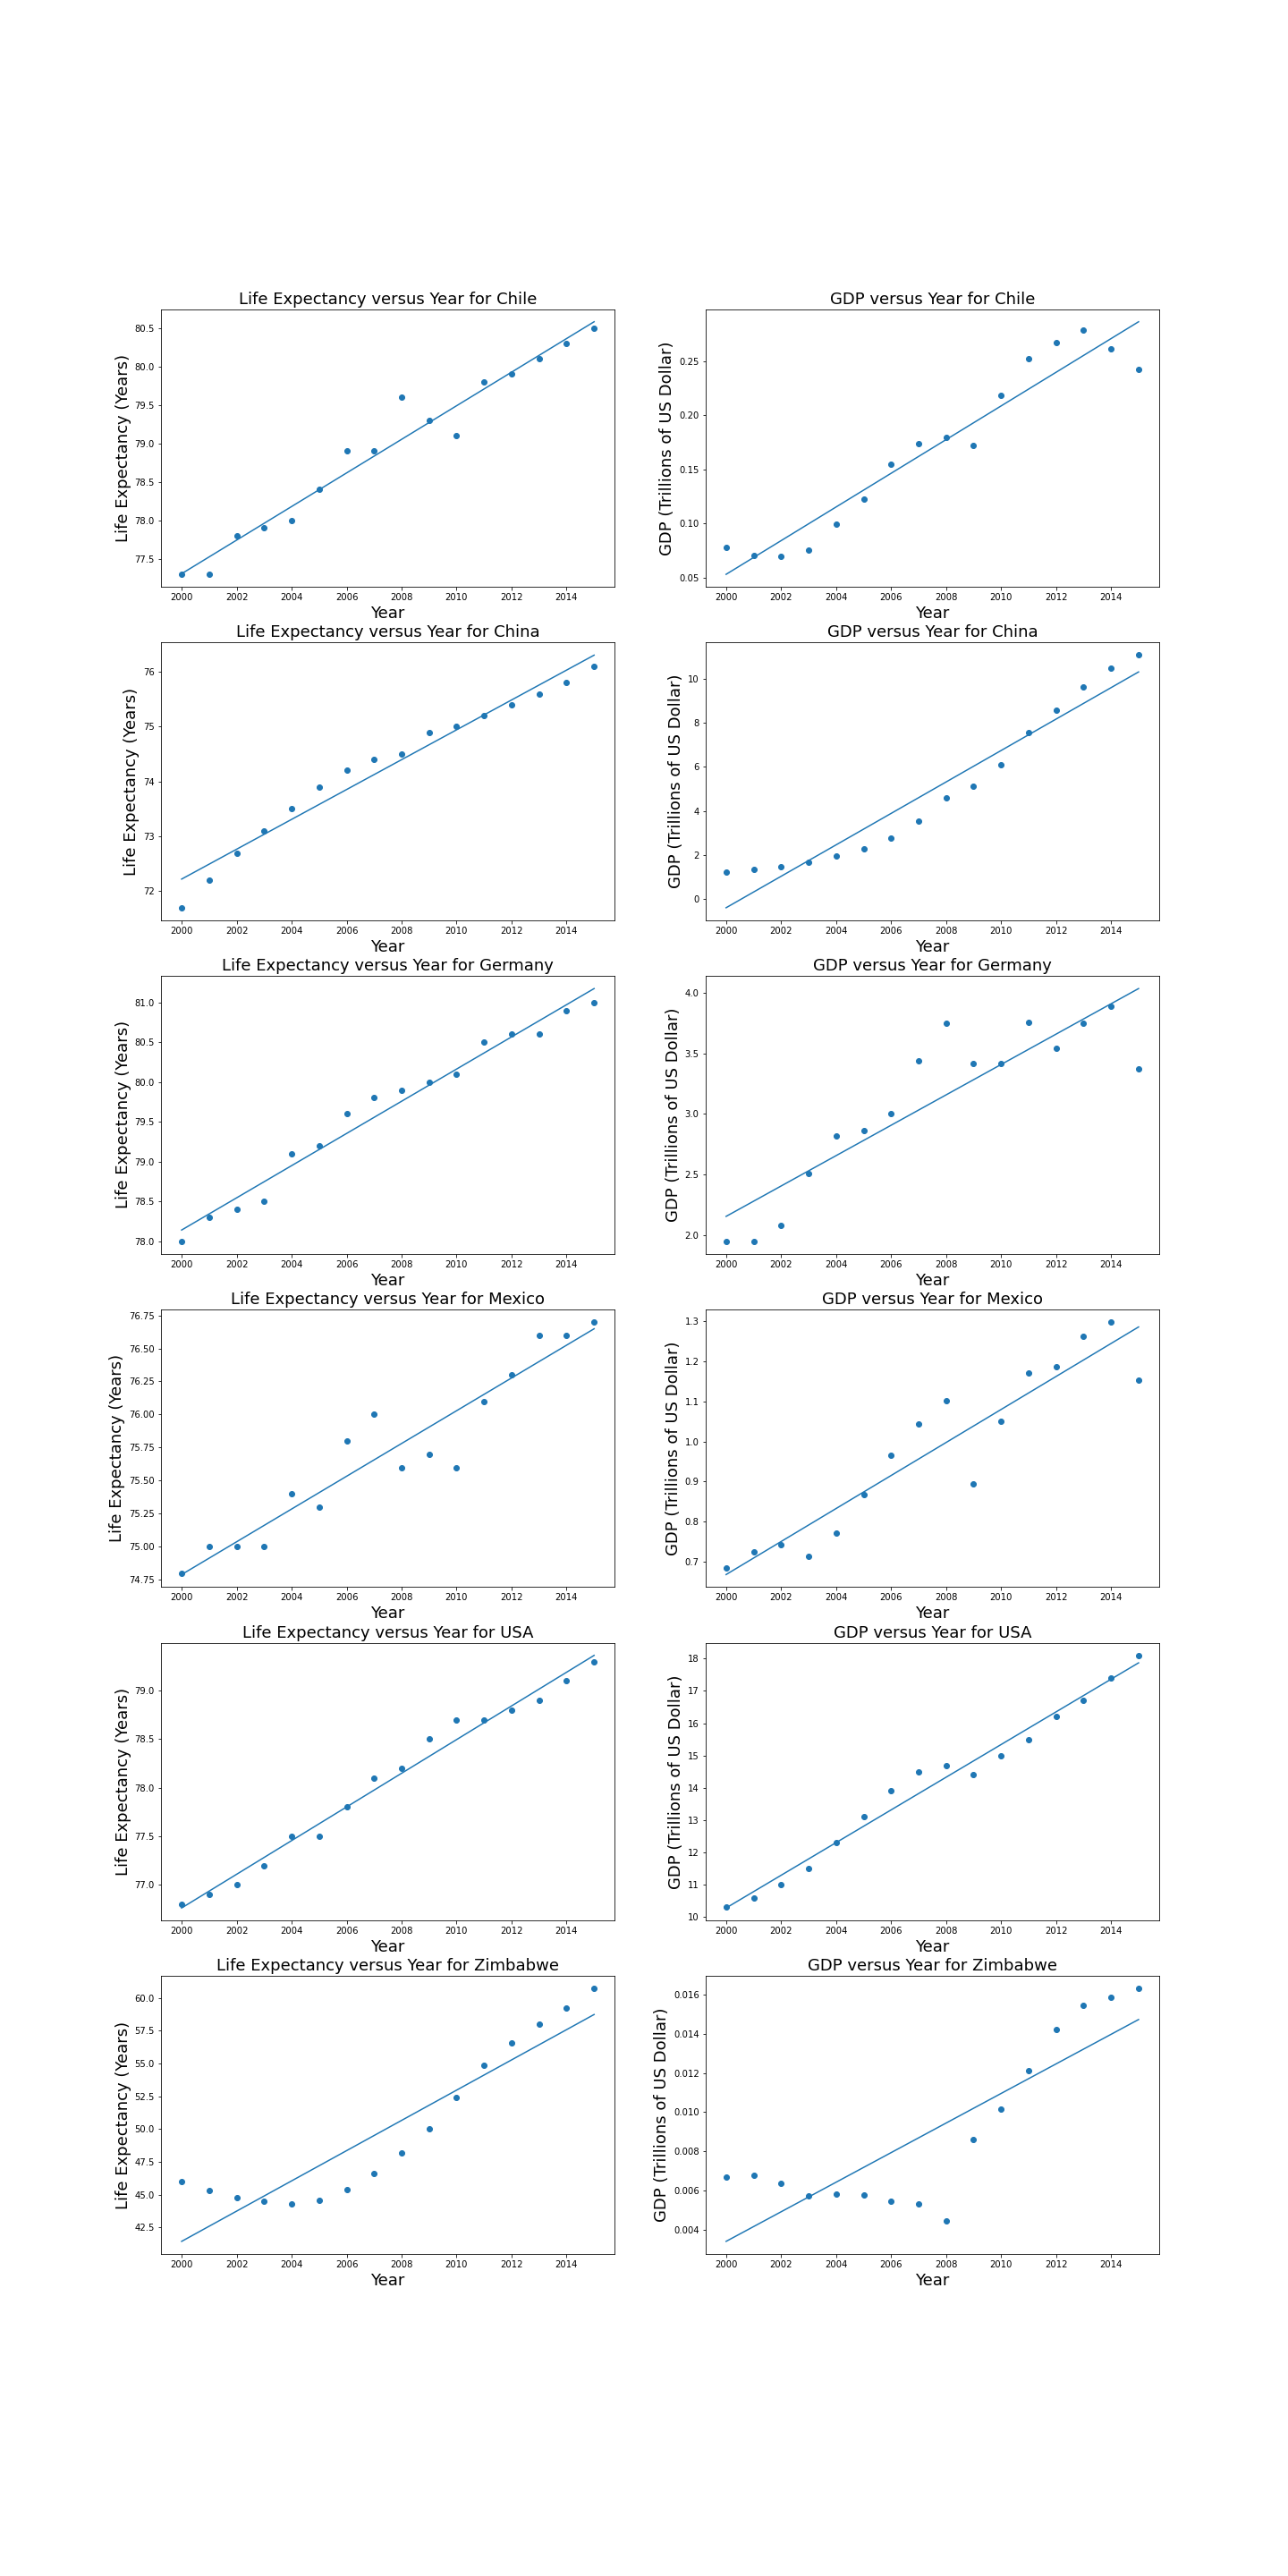 Life Expectancy versus Year for Chile
Life Expectancy (Years)
80.5
80.0
79.5
79.0
78.5
78.0
77.5
2000 2002 2004 2006 2008 2010 2012 2014
Year
GDP versus Year for Chile
GDP (Trillions of US Dollar)
0.25
0.20
0.15
0.10
0.05
2000 2002 2004 2006 2008 2010 2012 2014
Year
Life Expectancy versus Year for China
Life Expectancy (Years)
76
75
74
73
72
2000 2002 2004 2006 2008 2010 2012 2014
Year
GDP versus Year for China
GDP (Trillions of US Dollar)
10
8
6
4
2
0
2000 2002 2004 2006 2008 2010 2012 2014
Year
Life Expectancy versus Year for Germany
Life Expectancy (Years)
81.0
80.5
80.0
79.5
79.0
78.5
78.0
2000 2002 2004 2006 2008 2010 2012 2014
Year
GDP versus Year for Germany
GDP (Trillions of US Dollar)
4.0
3.5
3.0
2.5
2.0
2000 2002 2004 2006 2008 2010 2012 2014
Year
Life Expectancy versus Year for Mexico
Life Expectancy (Years)
76.75
76.50
76.25
76.00
75.75
75.50
75.25
75.00
74.75
2000 2002 2004 2006 2008 2010 2012 2014
Year
GDP versus Year for Mexico
GDP (Trillions of US Dollar)
1.3
1.2
1.1
1.0
0.9
0.8
0.7
2000 2002 2004 2006 2008 2010 2012 2014
Year
Life Expectancy versus Year for USA
Life Expectancy (Years)
79.0
78.5
78.0
77.5
77.0
2000 2002 2004 2006 2008 2010 2012 2014
Year
GDP versus Year for USA
GDP (Trillions of US Dollar)
18
17
16
15
14
13
12
11
10
2000 2002 2004 2006 2008 2010 2012 2014
Year
Life Expectancy versus Year for Zimbabwe
Life Expectancy (Years)
60.0
57.5
55.0
52.5
50.0
47.5
45.0
42.5
2000 2002 2004 2006 2008 2010 2012 2014
Year
GDP versus Year for Zimbabwe
GDP (Trillions of US Dollar)
0.016
0.014
0.012
0.010
0.008
0.006
0.004
2000 2002 2004 2006 2008 2010 2012 2014
Year